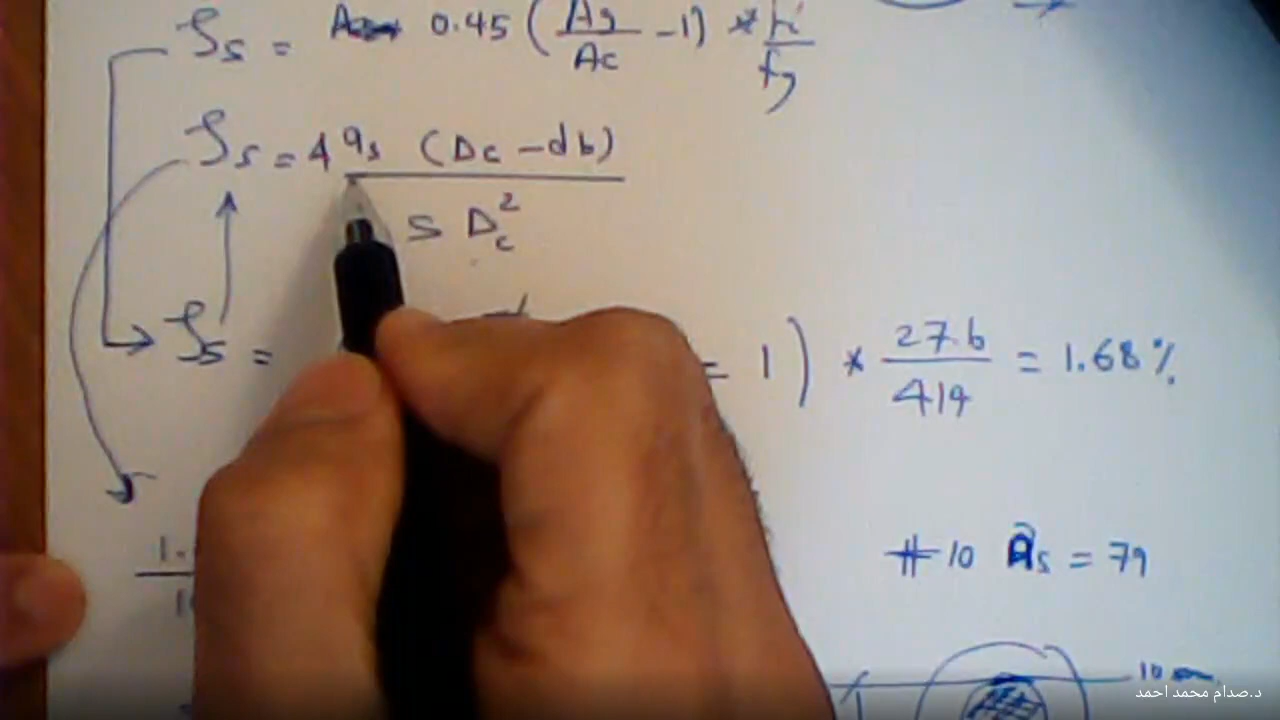 ρs = 0.45 (Ag/Ac - 1) *
ρs = 4 as (Dc - db) / s Dc²
ρs = 1) * 27.6/414 = 1.68%
#10 as = 79
10
د.صدام محمد احمد